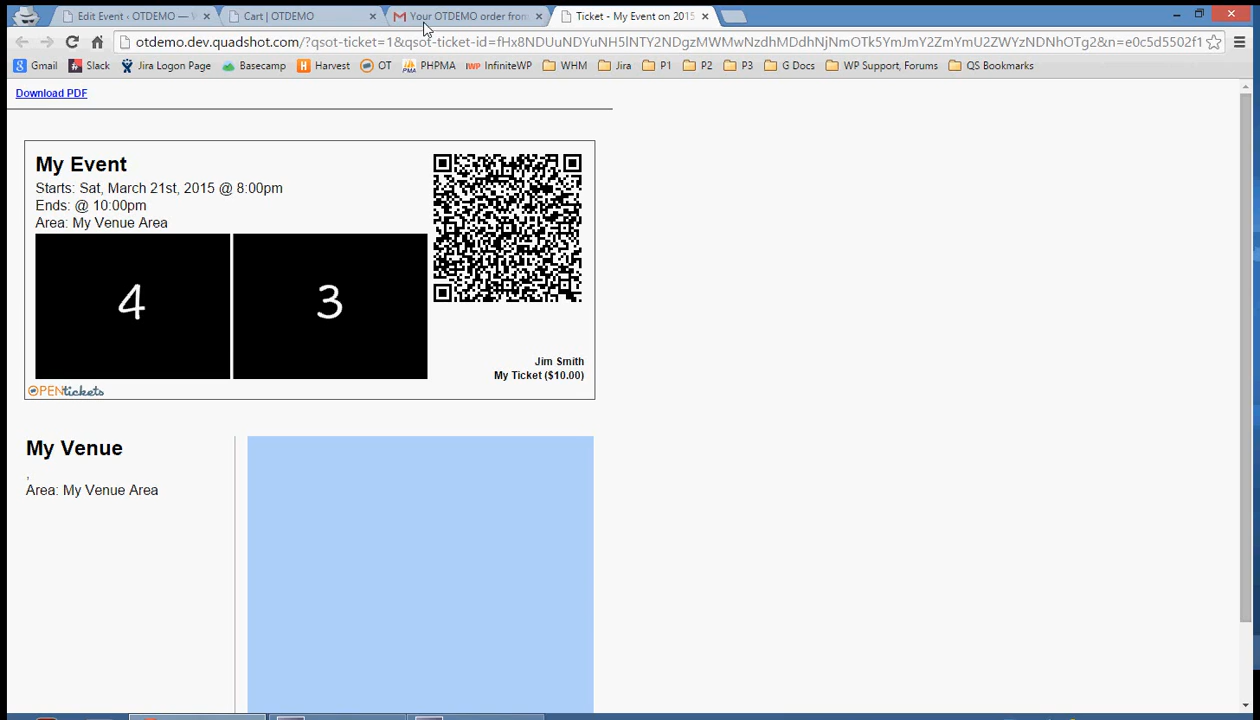 Edit Event ‹ OTDEMO — W
Cart | OTDEMO
Your OTDEMO order from
Ticket - My Event on 2015
otdemo.dev.quadshot.com/?qsot-ticket=1&qsot-ticket-id=
Gmail Slack Jira Logon Page Basecamp Harvest OT PHPMA InfiniteWP WHM Jira P1 P2 P3 G Docs WP Support, Forums QS Bookmarks
Download PDF
My Event
Starts: Sat, March 21st, 2015 @ 8:00pm
Ends: @ 10:00pm
Area: My Venue Area
4 3
Jim Smith
My Ticket ($10.00)
OPENtickets
My Venue
,
Area: My Venue Area